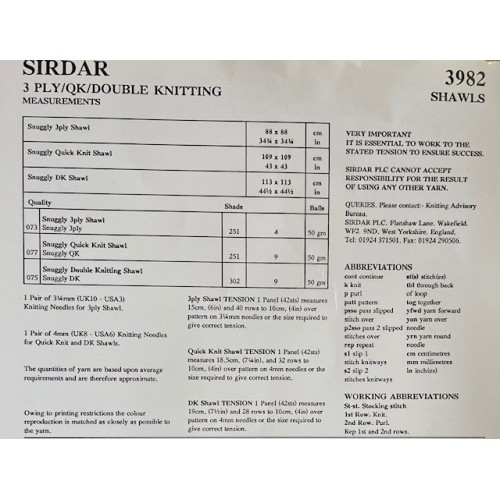 SIRDAR
3 PLY/QK/DOUBLE KNITTING
MEASUREMENTS
3982
SHAWLS
Snuggly 3ply Shawl 88 x 88 cm
34¾ x 34¾ in
Snuggly Quick Knit Shawl 109 x 109 cm
43 x 43 in
Snuggly DK Shawl 113 x 113 cm
44½ x 44½ in
Quality Shade Balls
073 Snuggly 3ply Shawl
Snuggly 3ply 251 4 50 gm
077 Snuggly Quick Knit Shawl
Snuggly QK 251 9 50 gm
075 Snuggly Double Knitting Shawl
Snuggly DK 302 9 50 gm
1 Pair of 3¼mm (UK10 - USA3)
Knitting Needles for 3ply Shawl.
1 Pair of 4mm (UK8 - USA6) Knitting Needles
for Quick Knit and DK Shawls.
The quantities of yarn are based upon average
requirements and are therefore approximate.
Owing to printing restrictions the colour
reproduction is matched as closely as possible to
the yarn.
3ply Shawl TENSION 1 Panel (42sts) measures
15cm, (6in) and 40 rows to 10cm, (4in) over
pattern on 3¼mm needles or the size required to
give correct tension.
Quick Knit Shawl TENSION 1 Panel (42sts)
measures 18.5cm, (7¼in), and 32 rows to
10cm, (4in) over pattern on 4mm needles or the
size required to give correct tension.
DK Shawl TENSION 1 Panel (42sts) measures
19cm, (7½in) and 28 rows to 10cm, (4in) over
pattern on 4mm needles or the size required to
give correct tension.
VERY IMPORTANT
IT IS ESSENTIAL TO WORK TO THE
STATED TENSION TO ENSURE SUCCESS.
SIRDAR PLC CANNOT ACCEPT
RESPONSIBILITY FOR THE RESULT
OF USING ANY OTHER YARN.
QUERIES. Please contact:- Knitting Advisory
Bureau.
SIRDAR PLC. Flanshaw Lane. Wakefield.
WF2 9ND, West Yorkshire. England.
Tel: 01924 371501. Fax: 01924 290506.
ABBREVIATIONS
cont continue st(s) stitch(es)
k knit tbl through back
p purl of loop
patt pattern tog together
psso pass slipped yfwd yarn forward
stitch over yon yarn over
p2sso pass 2 slipped needle
stitches over yrn yarn round
rep repeat needle
s1 slip 1 cm centimetres
stitch knitways mm millimetres
s2 slip 2 in inch(es)
stitches knitways
WORKING ABBREVIATIONS
St-st. Stocking stitch
1st Row. Knit.
2nd Row. Purl.
Rep 1st and 2nd rows.